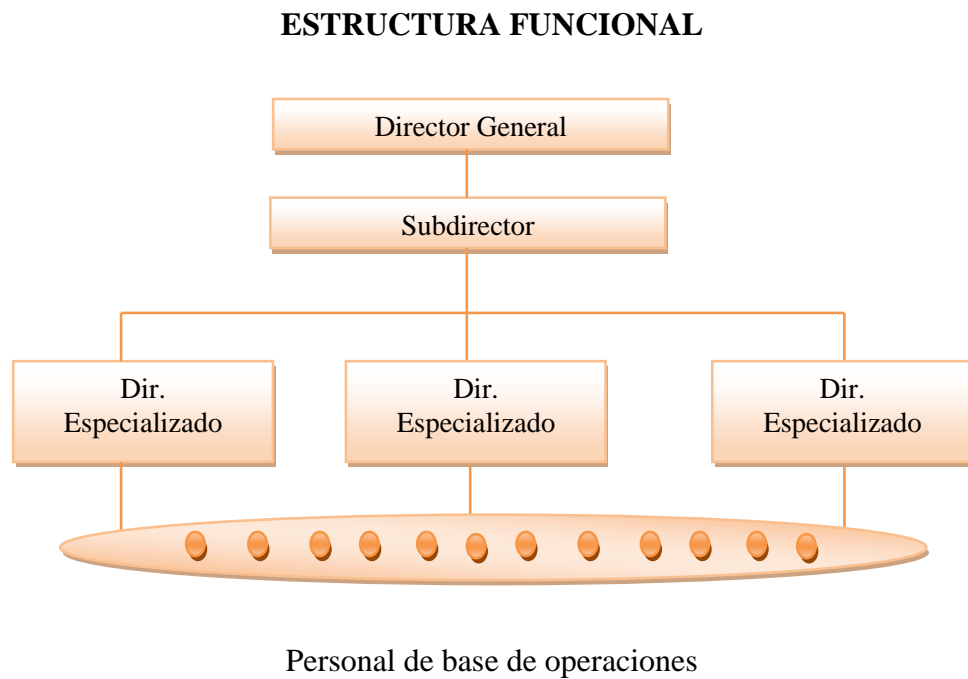 ESTRUCTURA FUNCIONAL
Director General
Subdirector
Dir.
Especializado
Dir.
Especializado
Dir.
Especializado
Personal de base de operaciones